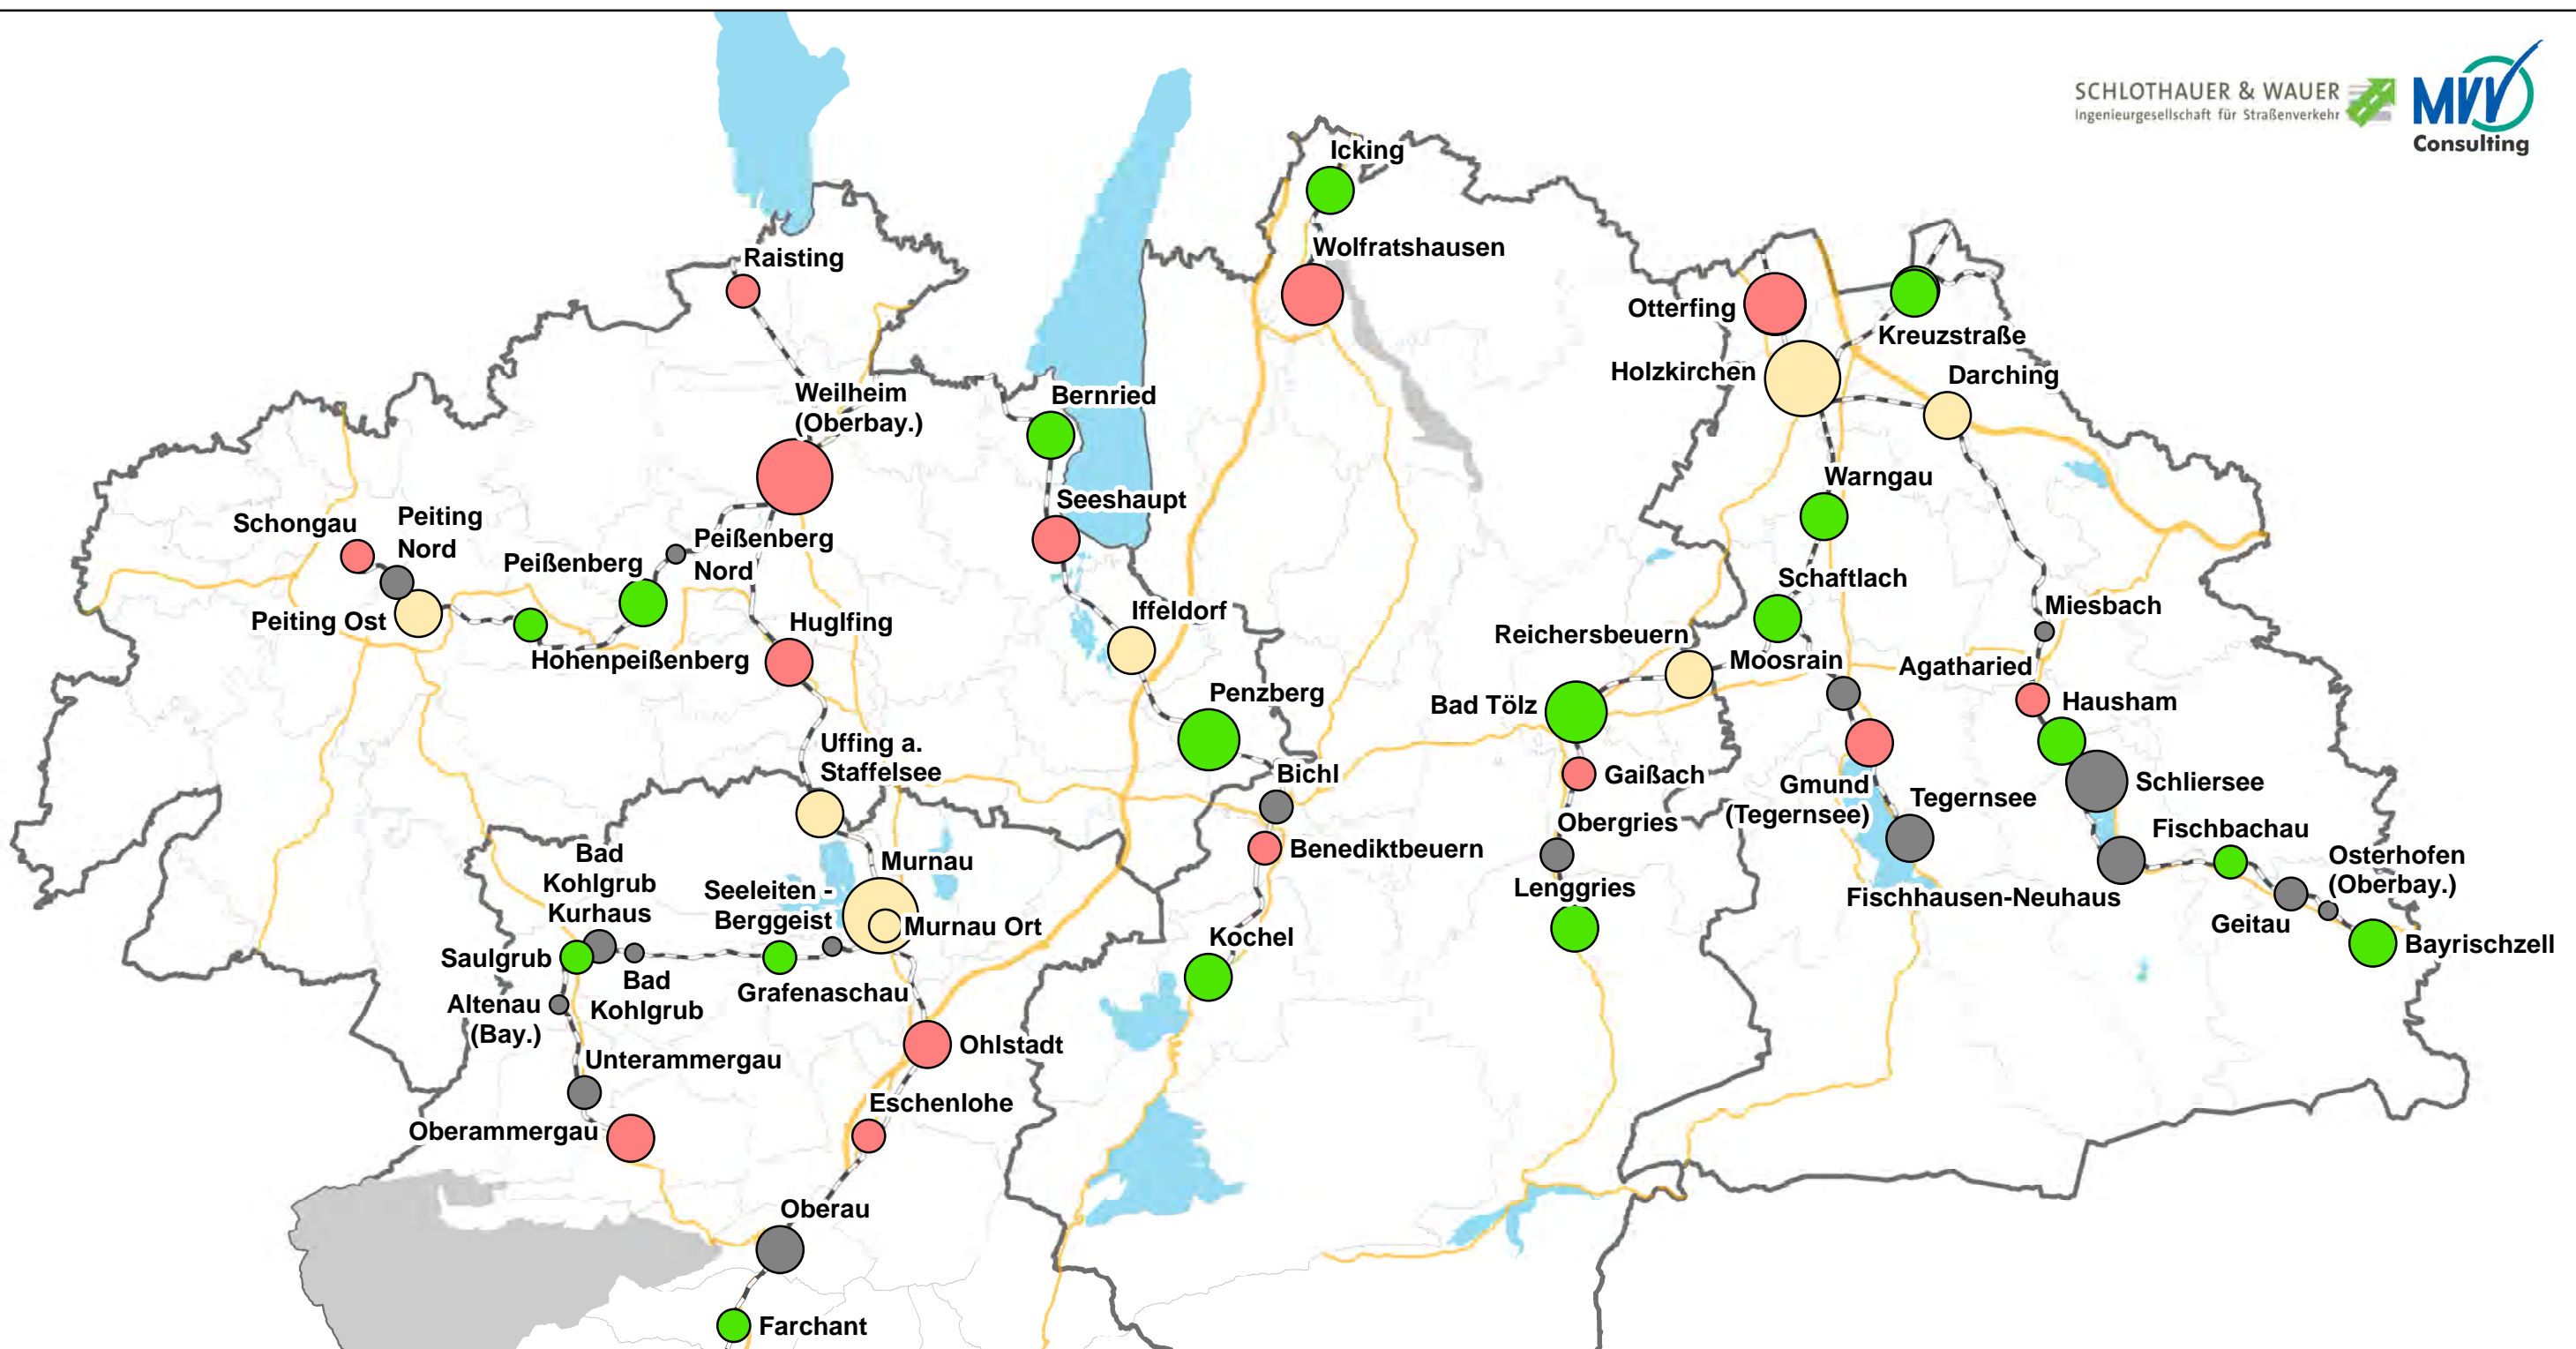 SCHLOTHAUER & WAUER
Ingenieurgesellschaft für Straßenverkehr
MVV
Consulting
Icking
Wolfratshausen
Raisting
Otterfing
Kreuzstraße
Holzkirchen
Darching
Weilheim
(Oberbay.)
Bernried
Warngau
Seeshaupt
Schongau
Peiting
Nord
Peißenberg
Peißenberg
Nord
Schaftlach
Peiting Ost
Huglfing
Iffeldorf
Miesbach
Hohenpeißenberg
Reichersbeuern
Moosrain
Agatharied
Penzberg
Bad Tölz
Hausham
Uffing a.
Staffelsee
Bichl
Gaißach
Gmund
(Tegernsee)
Tegernsee
Schliersee
Obergries
Fischbachau
Benediktbeuern
Bad
Kohlgrub
Kurhaus
Seeleiten -
Berggeist
Murnau
Murnau Ort
Lenggries
Fischhausen-Neuhaus
Osterhofen
(Oberbay.)
Geitau
Bayrischzell
Saulgrub
Kochel
Bad
Kohlgrub
Grafenaschau
Altenau
(Bay.)
Ohlstadt
Unterammergau
Eschenlohe
Oberammergau
Oberau
Farchant